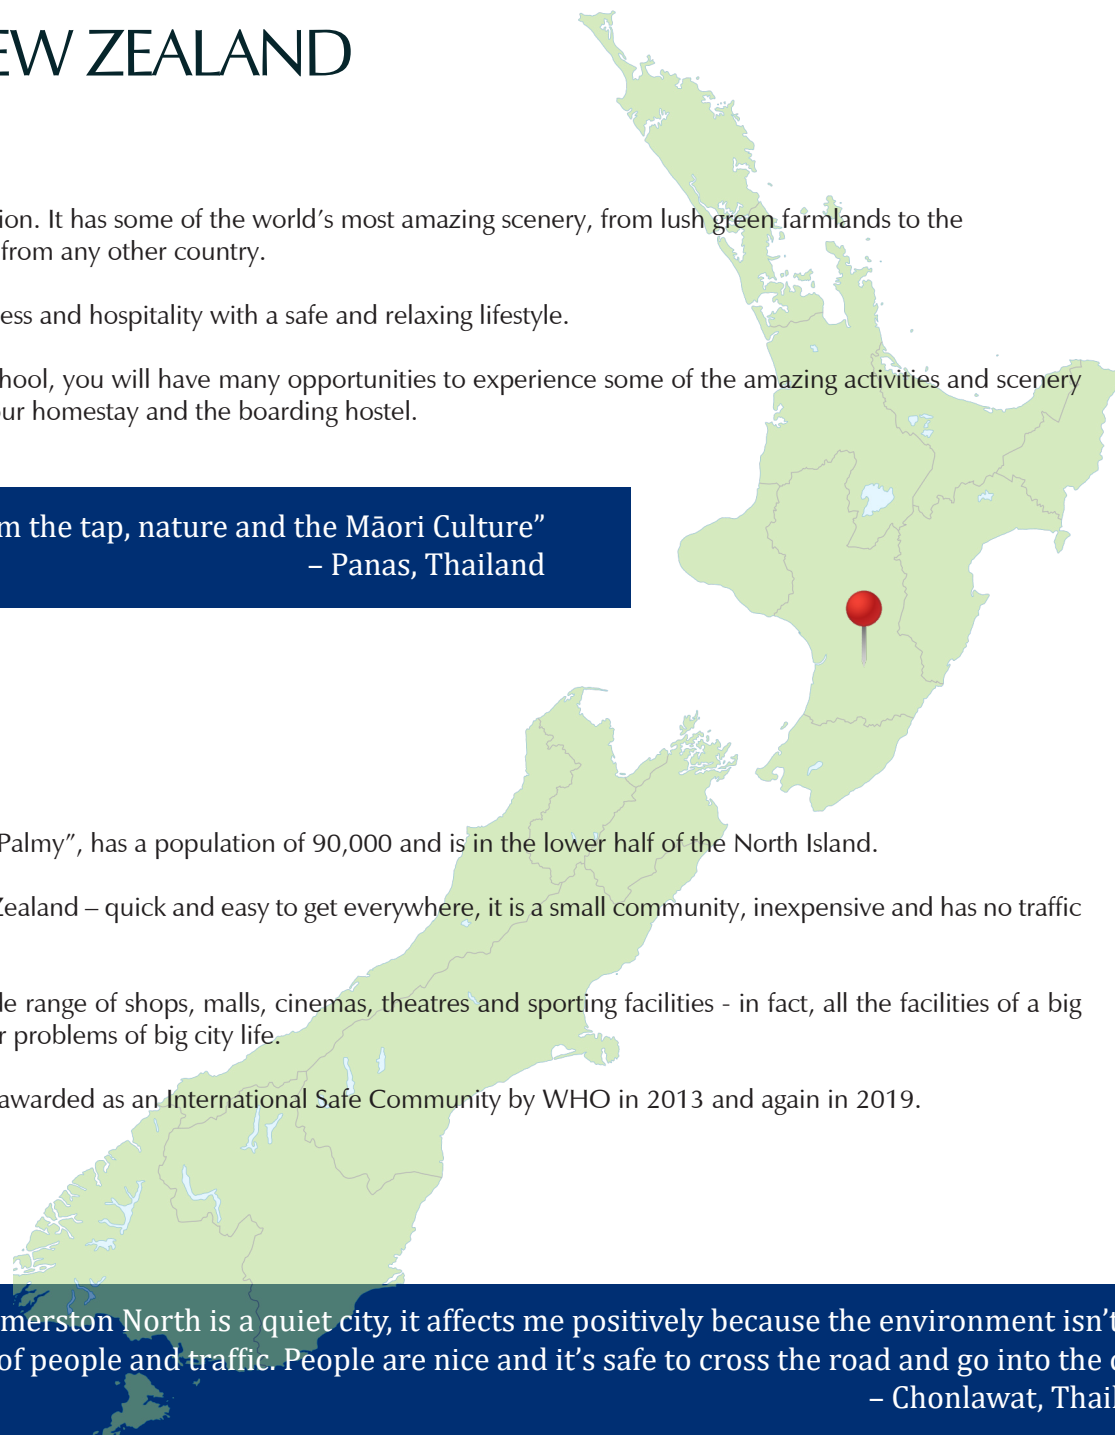 EW ZEALAND
ion. It has some of the world's most amazing scenery, from lush green farmlands to the
from any other country.
ess and hospitality with a safe and relaxing lifestyle.
hool, you will have many opportunities to experience some of the amazing activities and scenery
our homestay and the boarding hostel.
m the tap, nature and the Māori Culture”
– Panas, Thailand
Palmy”, has a population of 90,000 and is in the lower half of the North Island.
Zealand – quick and easy to get everywhere, it is a small community, inexpensive and has no traffic
de range of shops, malls, cinemas, theatres and sporting facilities - in fact, all the facilities of a big
r problems of big city life.
awarded as an International Safe Community by WHO in 2013 and again in 2019.
merston North is a quiet city, it affects me positively because the environment isn’t
of people and traffic. People are nice and it’s safe to cross the road and go into the c
– Chonlawat, Thail